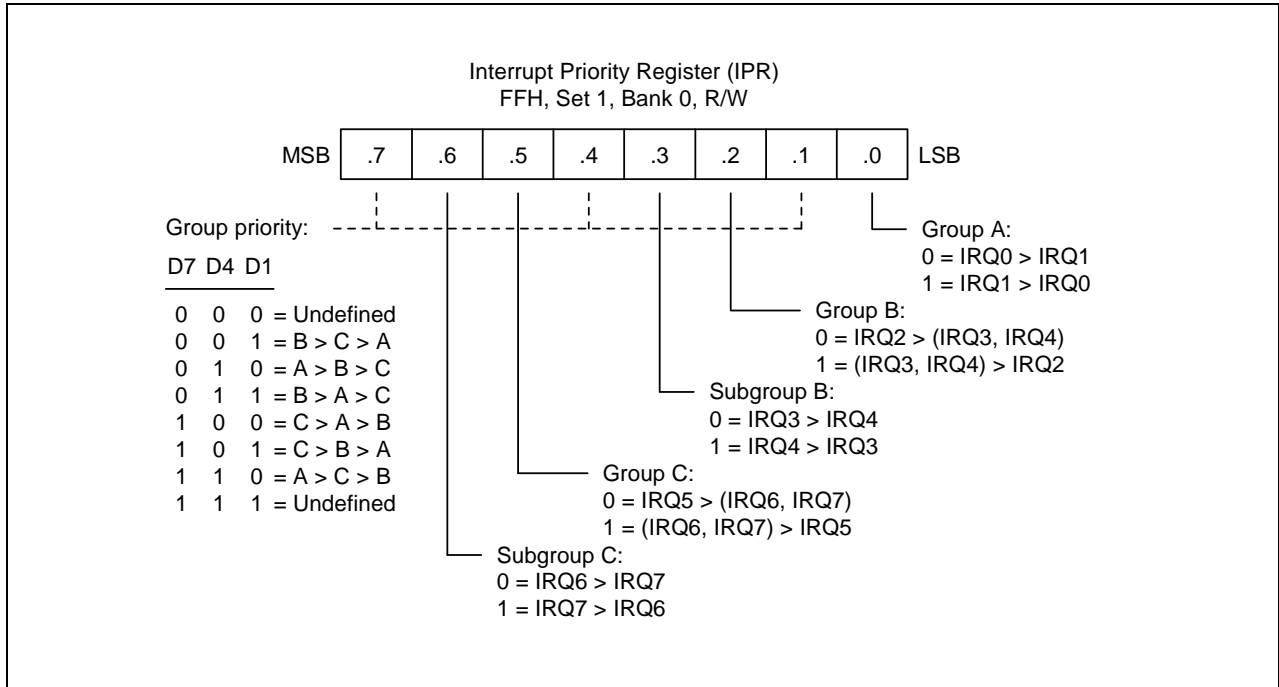 Interrupt Priority Register (IPR)
FFH, Set 1, Bank 0, R/W
MSB .7 .6 .5 .4 .3 .2 .1 .0 LSB
Group priority:
D7 D4 D1
0 0 0 = Undefined
0 0 1 = B > C > A
0 1 0 = A > B > C
0 1 1 = B > A > C
1 0 0 = C > A > B
1 0 1 = C > B > A
1 1 0 = A > C > B
1 1 1 = Undefined
Group A:
0 = IRQ0 > IRQ1
1 = IRQ1 > IRQ0
Group B:
0 = IRQ2 > (IRQ3, IRQ4)
1 = (IRQ3, IRQ4) > IRQ2
Subgroup B:
0 = IRQ3 > IRQ4
1 = IRQ4 > IRQ3
Group C:
0 = IRQ5 > (IRQ6, IRQ7)
1 = (IRQ6, IRQ7) > IRQ5
Subgroup C:
0 = IRQ6 > IRQ7
1 = IRQ7 > IRQ6